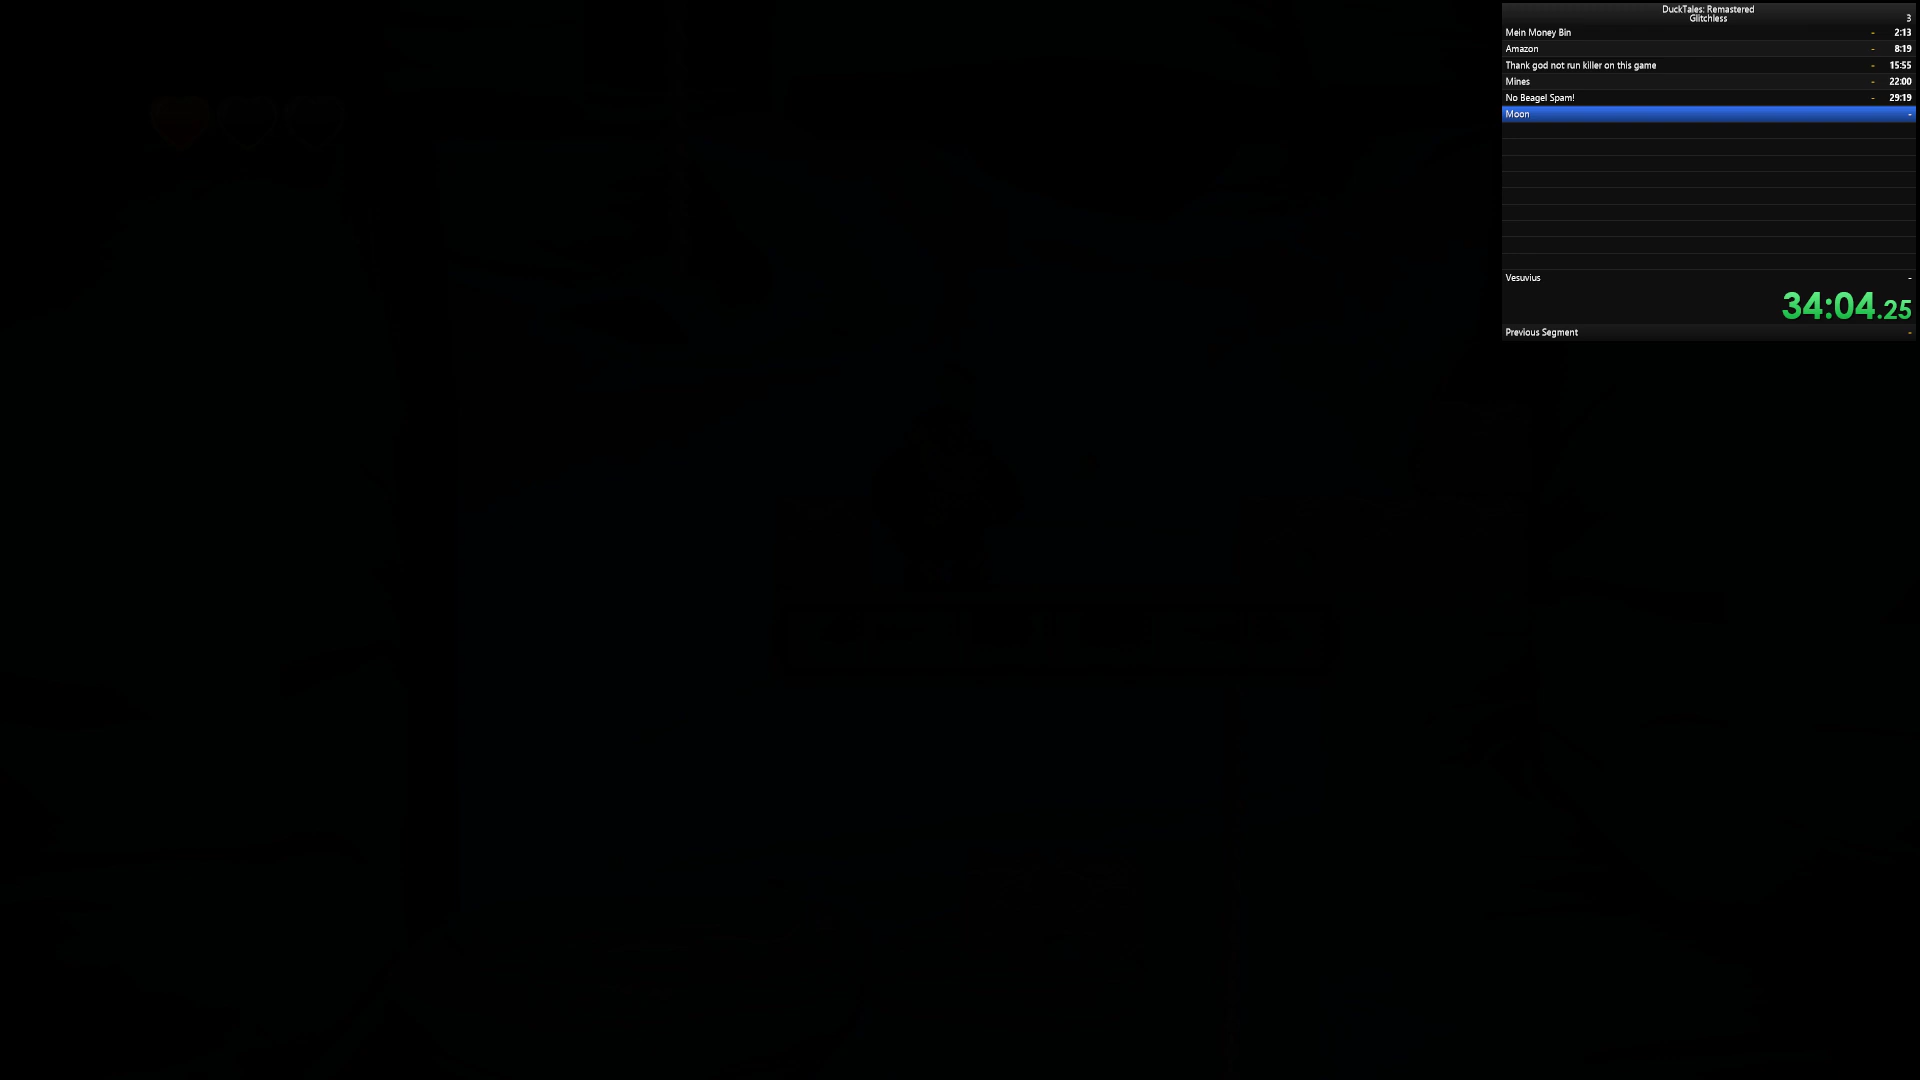 DuckTales: Remastered
Glitchless 3
Mein Money Bin - 2:13
Amazon - 8:19
Thank god not run killer on this game - 15:55
Mines - 22:00
No Beagel Spam! - 29:19
Moon -
Vesuvius -
34:04.25
Previous Segment -